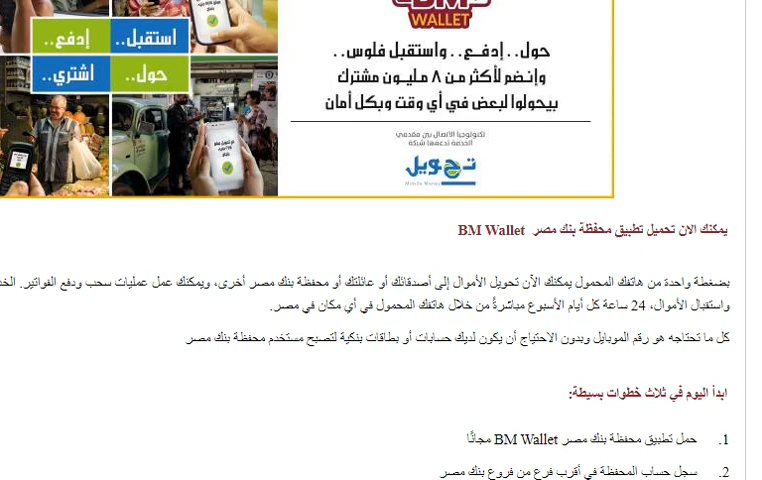 BM
WALLET
استقبل..
إدفع..
حول..
اشتري..
حول.. إدفـع.. واستقبل فلوس..
وإنضم لأكثر من ٨ مليون مشترك
بيحولوا لبعض في أي وقت وبكل أمان
تكنولوجيا الاتصال بين مقدمي
الخدمة تدعمها شركة
تحويل
Mobile Money
يمكنك الان تحميل تطبيق محفظة بنك مصر BM Wallet
بضغطة واحدة من هاتفك المحمول يمكنك الآن تحويل الأموال إلى أصدقائك أو عائلتك أو محفظة بنك مصر أخرى، ويمكنك عمل عمليات سحب ودفع الفواتير.
واستقبال الأموال، 24 ساعة كل أيام الأسبوع مباشرةً من خلال هاتفك المحمول في أي مكان في مصر.
كل ما تحتاجه هو رقم الموبايل وبدون الاحتياج أن يكون لديك حسابات أو بطاقات بنكية لتصبح مستخدم محفظة بنك مصر
ابدأ اليوم في ثلاث خطوات بسيطة:
1. حمل تطبيق محفظة بنك مصر BM Wallet مجانًا
2. سجل حساب المحفظة في أقرب فرع من فروع بنك مصر